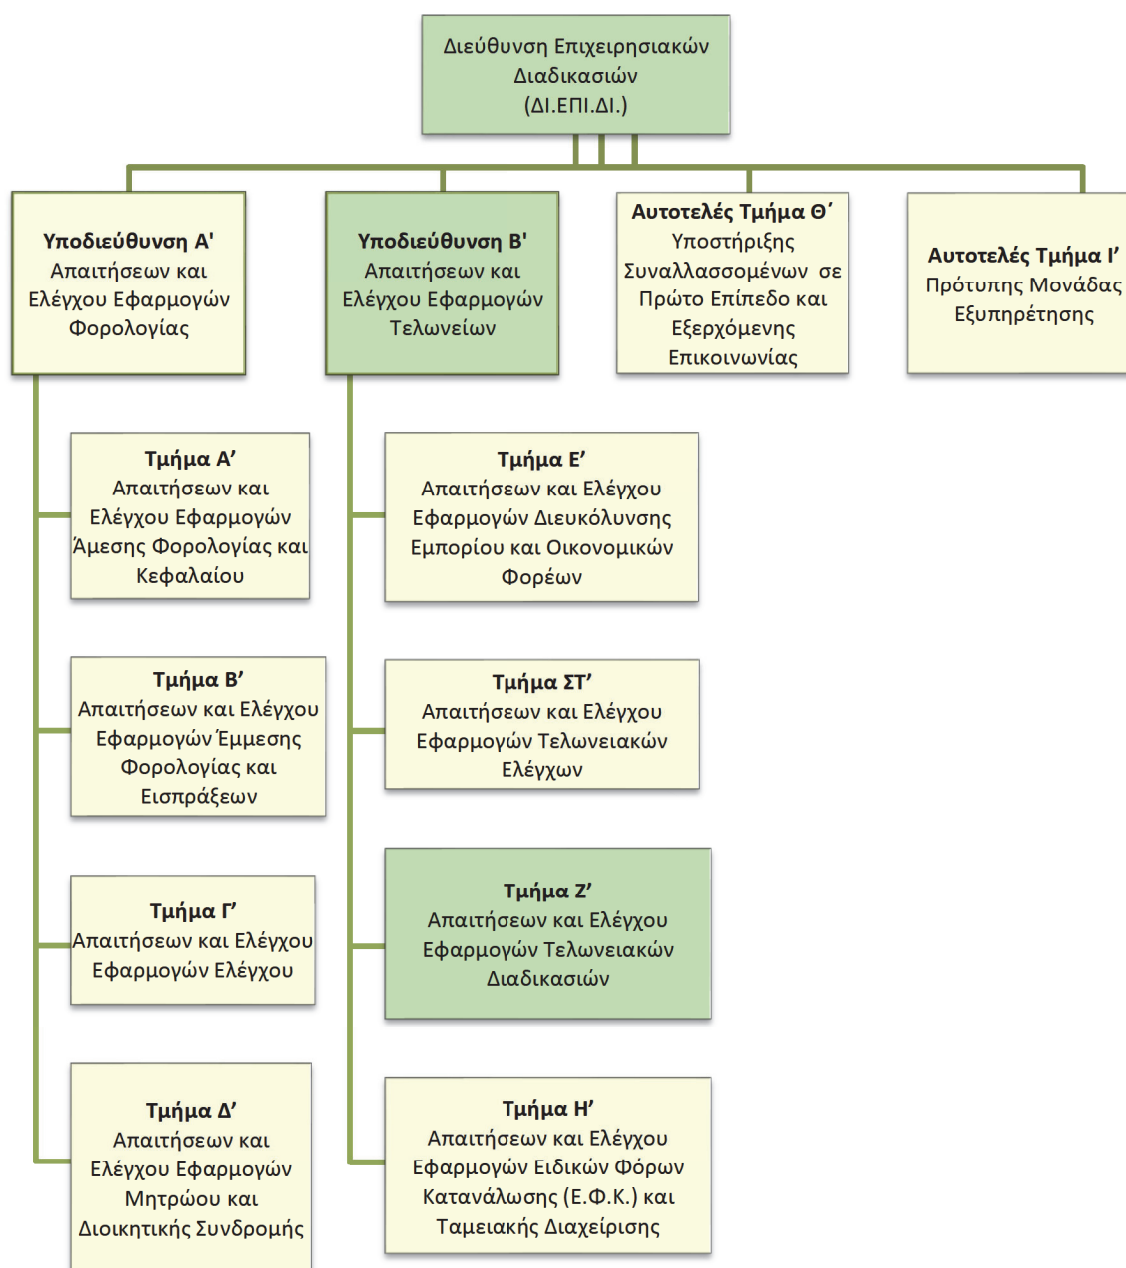 Διεύθυνση Επιχειρησιακών
Διαδικασιών
(ΔΙ.ΕΠΙ.ΔΙ.)
Υποδιεύθυνση Α'
Απαιτήσεων και
Ελέγχου Εφαρμογών
Φορολογίας
Υποδιεύθυνση Β'
Απαιτήσεων και
Ελέγχου Εφαρμογών
Τελωνείων
Αυτοτελές Τμήμα Θ΄
Υποστήριξης
Συναλλασσομένων σε
Πρώτο Επίπεδο και
Εξερχόμενης
Επικοινωνίας
Αυτοτελές Τμήμα Ι’
Πρότυπης Μονάδας
Εξυπηρέτησης
Τμήμα Α’
Απαιτήσεων και
Ελέγχου Εφαρμογών
Άμεσης Φορολογίας και
Κεφαλαίου
Τμήμα Β’
Απαιτήσεων και Ελέγχου
Εφαρμογών Έμμεσης
Φορολογίας και
Εισπράξεων
Τμήμα Γ’
Απαιτήσεων και Ελέγχου
Εφαρμογών Ελέγχου
Τμήμα Δ’
Απαιτήσεων και
Ελέγχου Εφαρμογών
Μητρώου και
Διοικητικής Συνδρομής
Τμήμα Ε’
Απαιτήσεων και Ελέγχου
Εφαρμογών Διευκόλυνσης
Εμπορίου και Οικονομικών
Φορέων
Τμήμα ΣΤ’
Απαιτήσεων και Ελέγχου
Εφαρμογών Τελωνειακών
Ελέγχων
Τμήμα Ζ’
Απαιτήσεων και Ελέγχου
Εφαρμογών Τελωνειακών
Διαδικασιών
Τμήμα Η’
Απαιτήσεων και Ελέγχου
Εφαρμογών Ειδικών Φόρων
Κατανάλωσης (Ε.Φ.Κ.) και
Ταμειακής Διαχείρισης